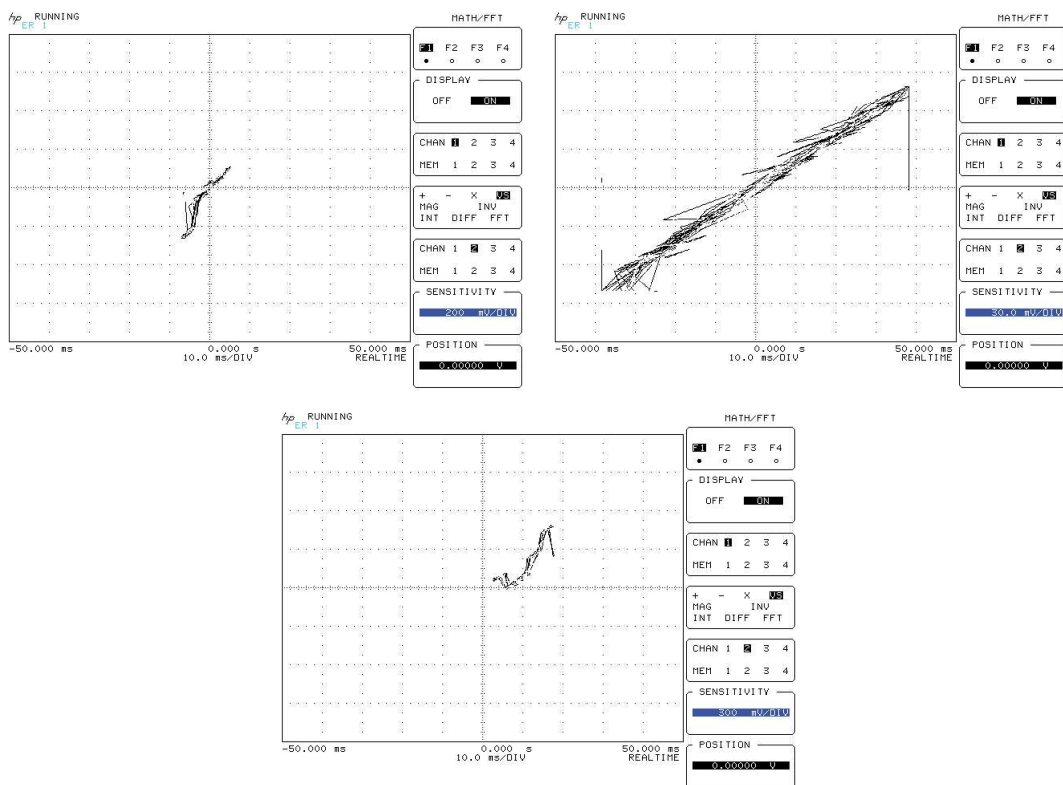 hp RUNNING
ER 1
MATH/FFT
F1 F2 F3 F4
DISPLAY
OFF ON
CHAN 1 2 3 4
MEM 1 2 3 4
+ - X VS
MAG INV
INT DIFF FFT
CHAN 1 2 3 4
MEM 1 2 3 4
SENSITIVITY
200 mV/DIV
POSITION
0.00000 V
-50.000 ms 0.000 s 50.000 ms
10.0 ms/DIV REALTIME
hp RUNNING
ER 1
MATH/FFT
F1 F2 F3 F4
DISPLAY
OFF ON
CHAN 1 2 3 4
MEM 1 2 3 4
+ - X VS
MAG INV
INT DIFF FFT
CHAN 1 2 3 4
MEM 1 2 3 4
SENSITIVITY
30.0 mV/DIV
POSITION
0.00000 V
-50.000 ms 0.000 s 50.000 ms
10.0 ms/DIV REALTIME
hp RUNNING
ER 1
MATH/FFT
F1 F2 F3 F4
DISPLAY
OFF ON
CHAN 1 2 3 4
MEM 1 2 3 4
+ - X VS
MAG INV
INT DIFF FFT
CHAN 1 2 3 4
MEM 1 2 3 4
SENSITIVITY
300 mV/DIV
POSITION
0.00000 V
-50.000 ms 0.000 s 50.000 ms
10.0 ms/DIV REALTIME